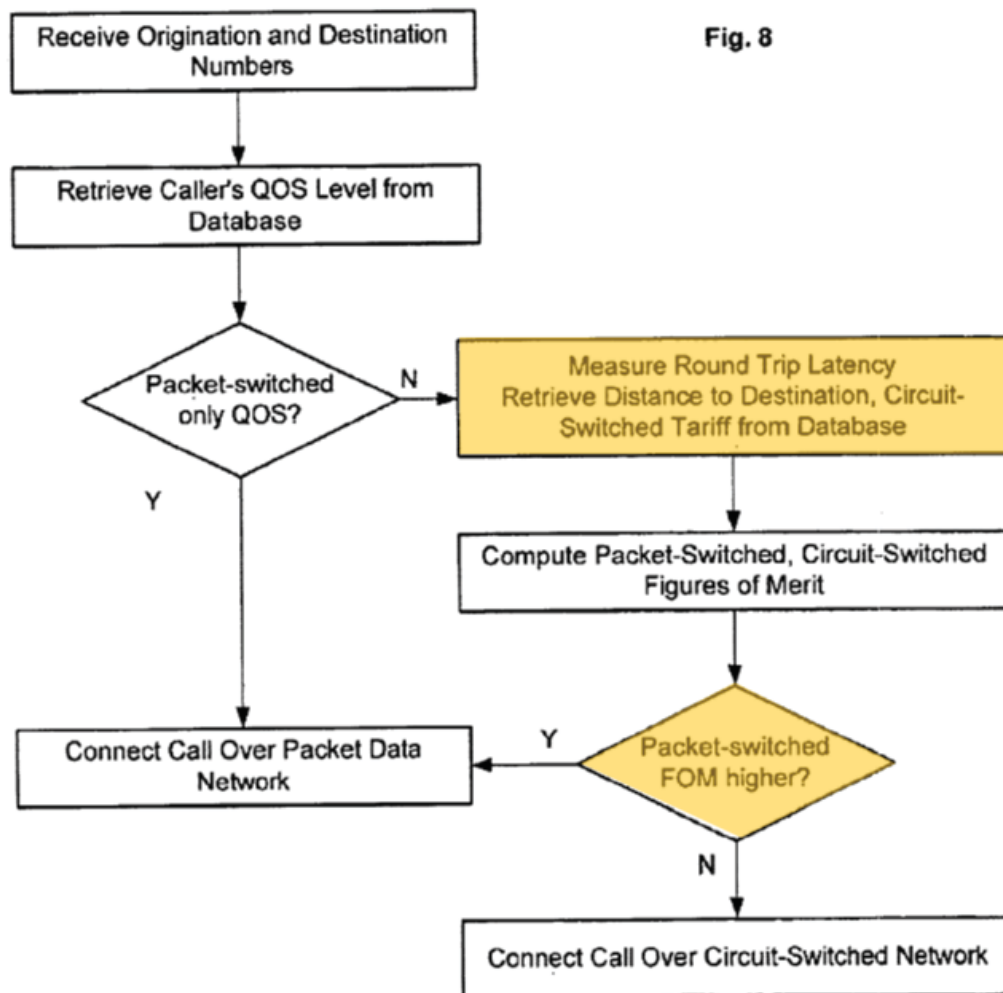 Fig. 8
Receive Origination and Destination
Numbers
Retrieve Caller's QOS Level from
Database
Packet-switched
only QOS?
N
Y
Measure Round Trip Latency
Retrieve Distance to Destination, Circuit-
Switched Tariff from Database
Compute Packet-Switched, Circuit-Switched
Figures of Merit
Packet-switched
FOM higher?
Y
N
Connect Call Over Packet Data
Network
Connect Call Over Circuit-Switched Network